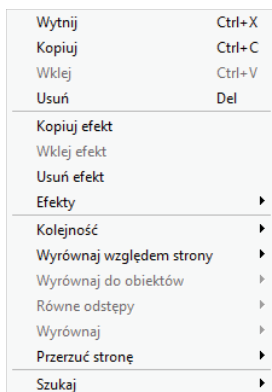 Wytnij Ctrl+X
Kopiuj Ctrl+C
Wklej Ctrl+V
Usuń Del
Kopiuj efekt
Wklej efekt
Usuń efekt
Efekty
Kolejność
Wyrównaj względem strony
Wyrównaj do obiektów
Równe odstępy
Wyrównaj
Przerzuć stronę
Szukaj